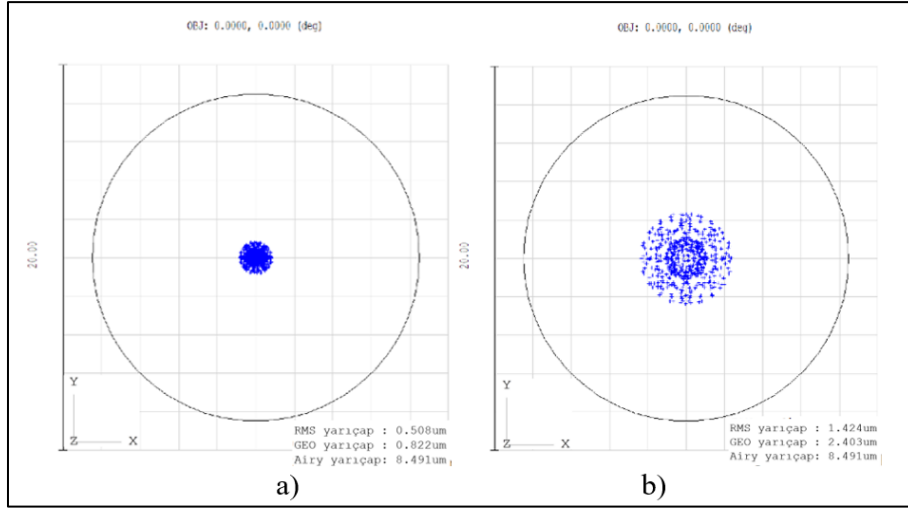 OBJ: 0.0000, 0.0000 (deg)
20.00
Y
Z
X
RMS yarıçap : 0.508um
GEO yarıçap : 0.822um
Airy yarıçap: 8.491um
a)
OBJ: 0.0000, 0.0000 (deg)
20.00
Y
Z
X
RMS yarıçap : 1.424um
GEO yarıçap : 2.403um
Airy yarıçap: 8.491um
b)